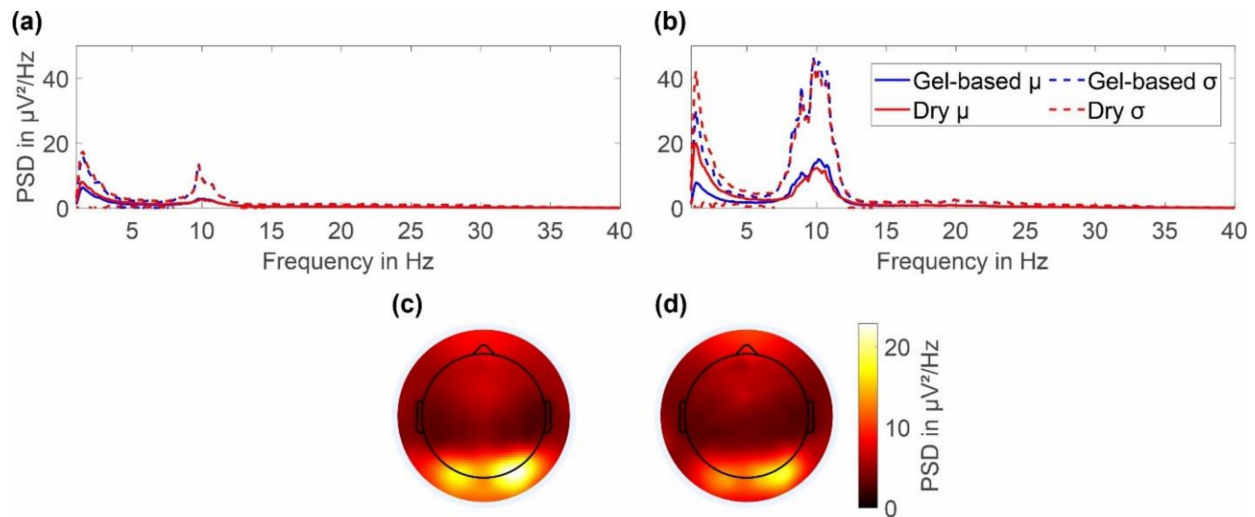 (a)
(b)
PSD in µV²/Hz
40
20
0
5 10 15 20 25 30 35 40
Frequency in Hz
40
20
0
Gel-based µ
Gel-based σ
Dry µ
Dry σ
5 10 15 20 25 30 35 40
Frequency in Hz
(c)
(d)
20
10
0
PSD in µV²/Hz